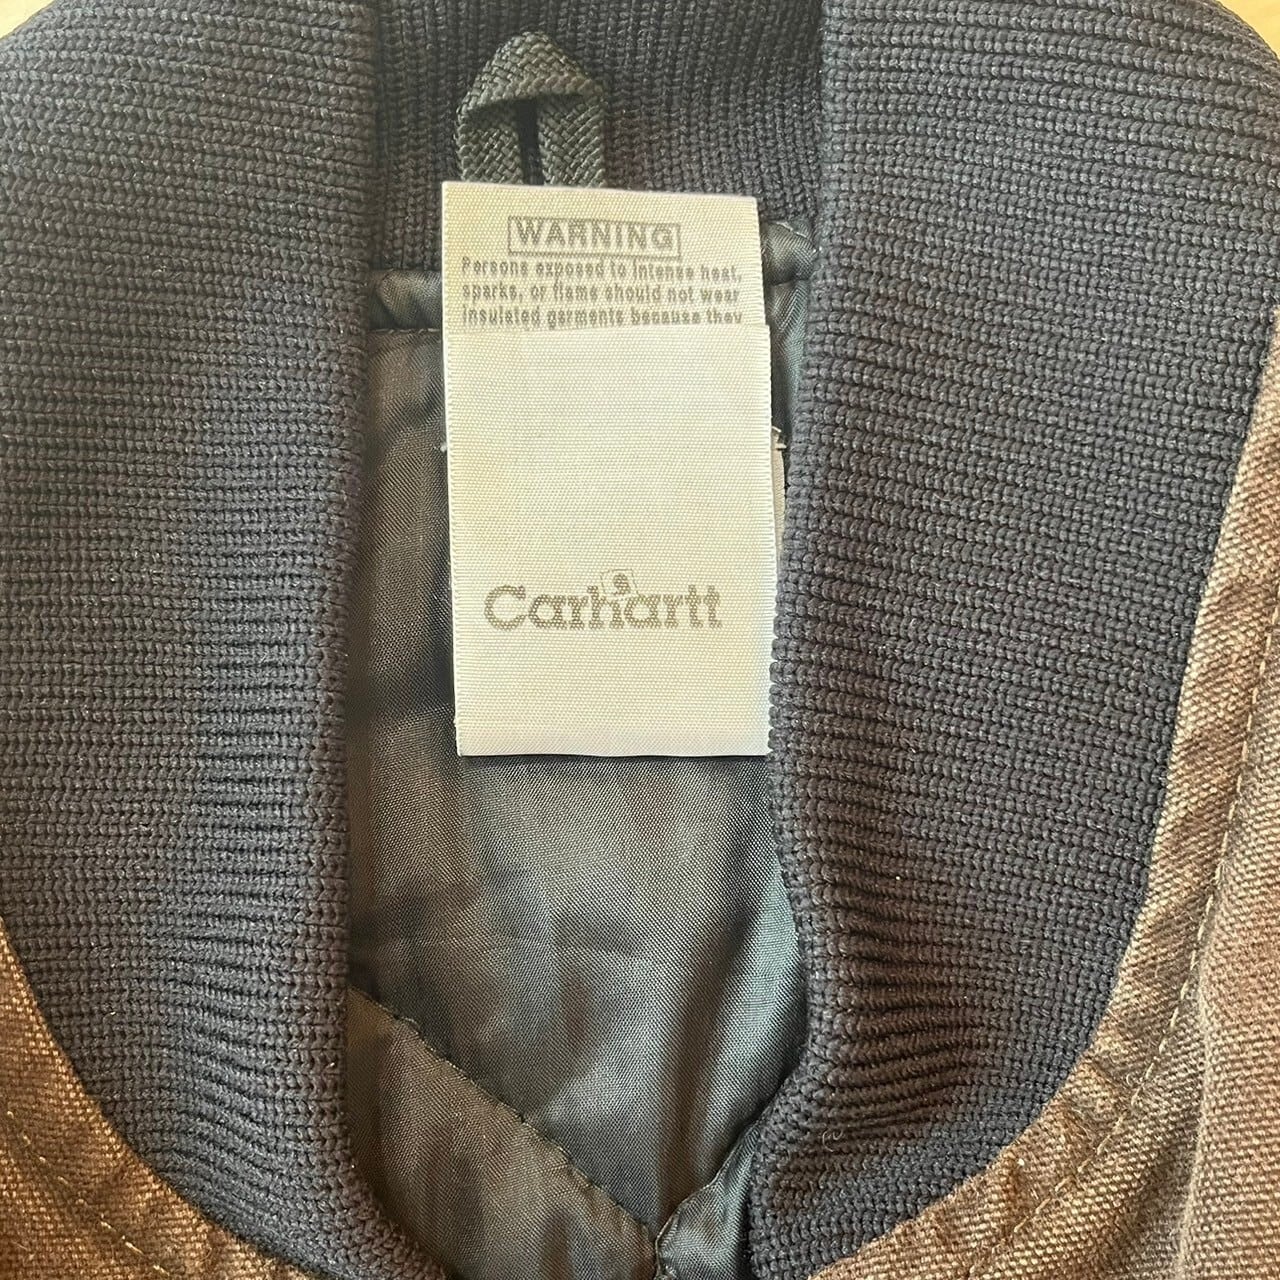 WARNING
Persons exposed to intense heat,
sparks, or flame should not wear
insulated garments because they
Carhartt